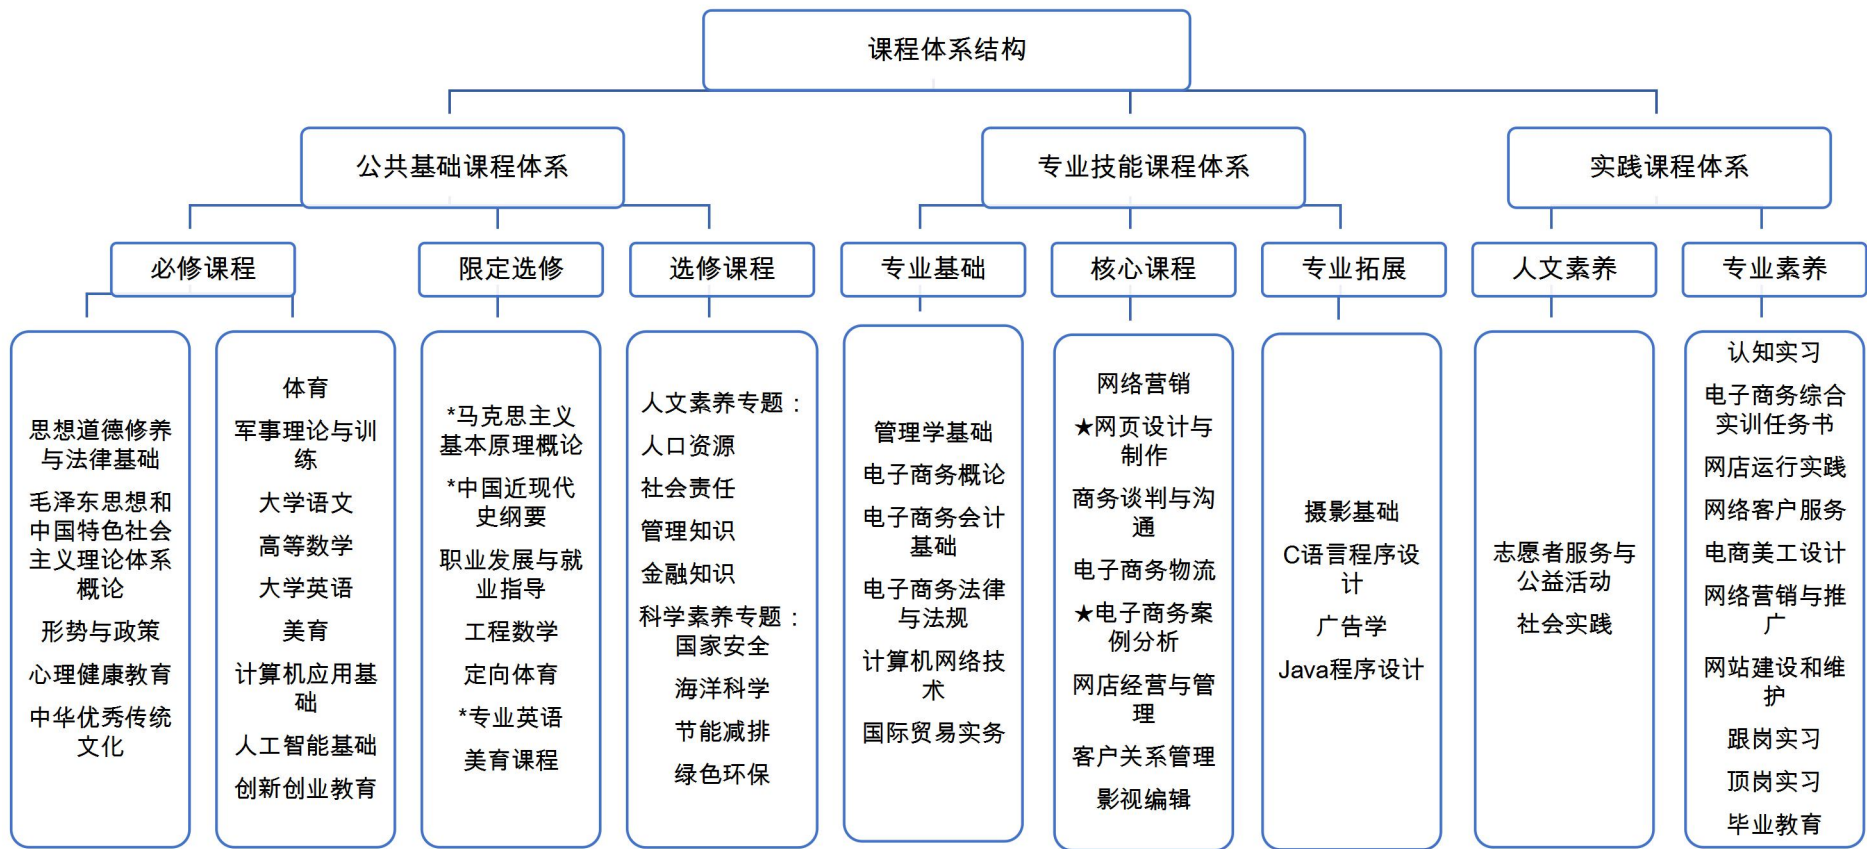 课程体系结构
公共基础课程体系
专业技能课程体系
实践课程体系
必修课程
限定选修
选修课程
专业基础
核心课程
专业拓展
人文素养
专业素养
思想道德修养
与法律基础
毛泽东思想和
中国特色社会
主义理论体系
概论
形势与政策
心理健康教育
中华优秀传统
文化
体育
军事理论与训
练
大学语文
高等数学
大学英语
美育
计算机应用基
础
人工智能基础
创新创业教育
*马克思主义
基本原理概论
*中国近现代
史纲要
职业发展与就
业指导
工程数学
定向体育
*专业英语
美育课程
人文素养专题：
人口资源
社会责任
管理知识
金融知识
科学素养专题：
国家安全
海洋科学
节能减排
绿色环保
管理学基础
电子商务概论
电子商务会计
基础
电子商务法律
与法规
计算机网络技
术
国际贸易实务
网络营销
★网页设计与
制作
商务谈判与沟
通
电子商务物流
★电子商务案
例分析
网店经营与管
理
客户关系管理
影视编辑
摄影基础
C语言程序设
计
广告学
Java程序设计
志愿者服务与
公益活动
社会实践
认知实习
电子商务综合
实训任务书
网店运行实践
网络客户服务
电商美工设计
网络营销与推
广
网站建设和维
护
跟岗实习
顶岗实习
毕业教育